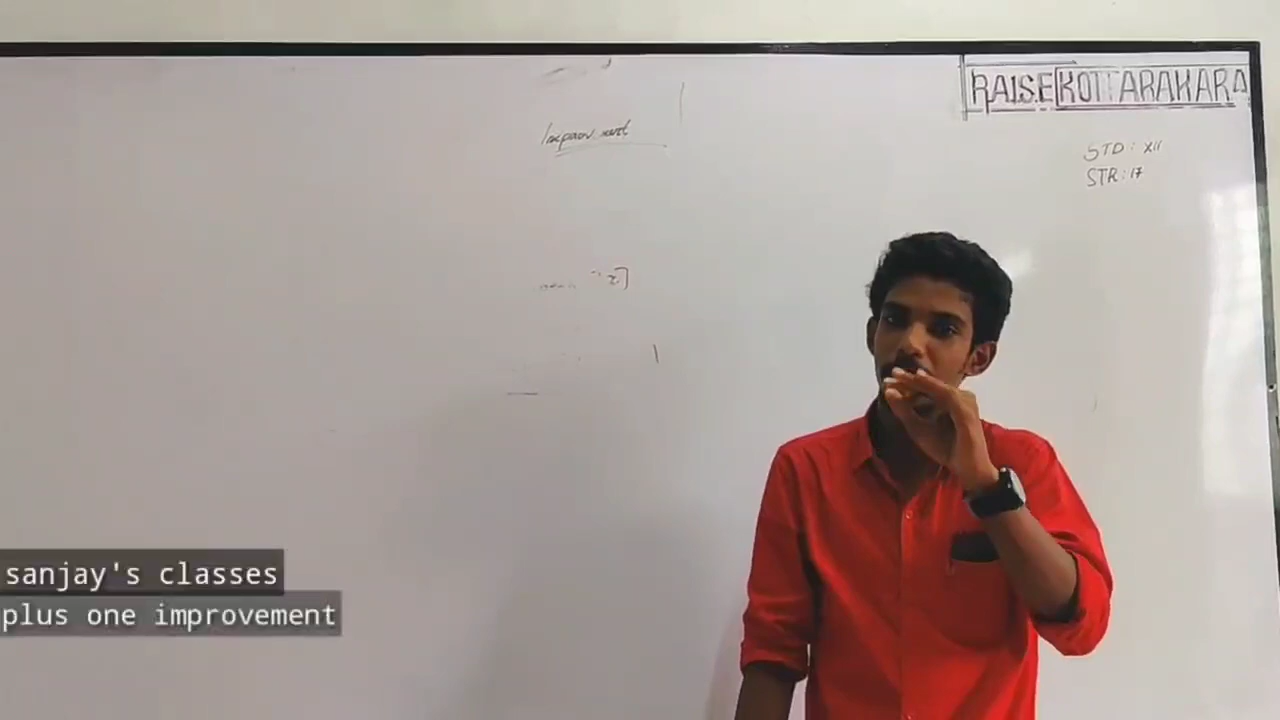 RAISE KOTTARAKARA
STD: XII
STR: 17
sanjay's classes
plus one improvement